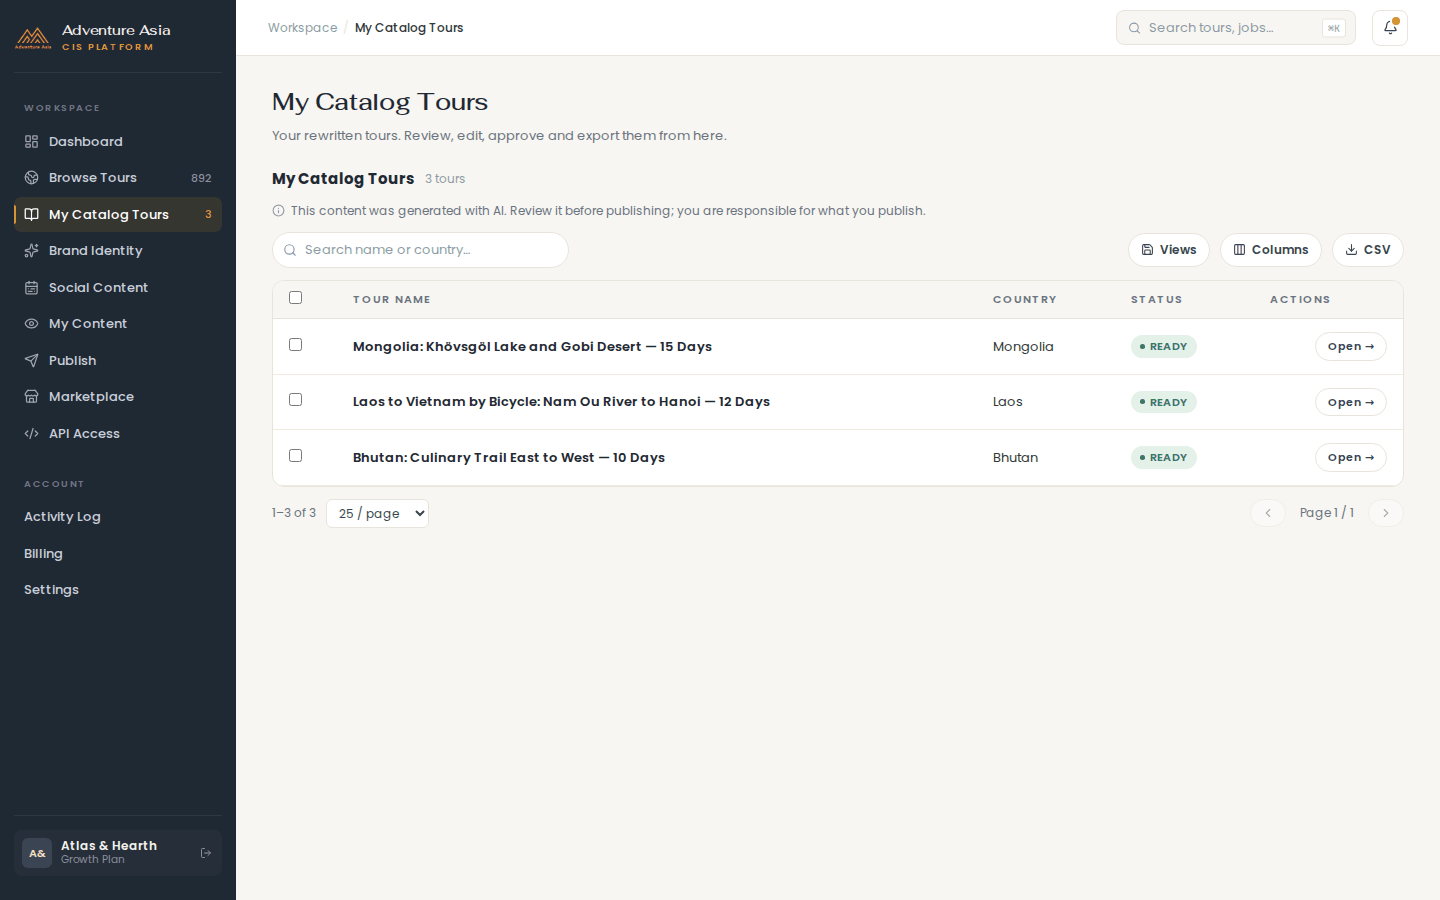 Adventure Asia
CIS PLATFORM
Adventure Asia
WORKSPACE
Dashboard
Browse Tours 892
My Catalog Tours 3
Brand Identity
Social Content
My Content
Publish
Marketplace
API Access
ACCOUNT
Activity Log
Billing
Settings
A& Atlas & Hearth
Growth Plan
Workspace / My Catalog Tours
Search tours, jobs... ⌘K
My Catalog Tours
Your rewritten tours. Review, edit, approve and export them from here.
My Catalog Tours 3 tours
This content was generated with AI. Review it before publishing; you are responsible for what you publish.
Search name or country...
Views Columns CSV
TOUR NAME COUNTRY STATUS ACTIONS
Mongolia: Khövsgöl Lake and Gobi Desert — 15 Days Mongolia READY Open →
Laos to Vietnam by Bicycle: Nam Ou River to Hanoi — 12 Days Laos READY Open →
Bhutan: Culinary Trail East to West — 10 Days Bhutan READY Open →
1–3 of 3 25 / page Page 1 / 1